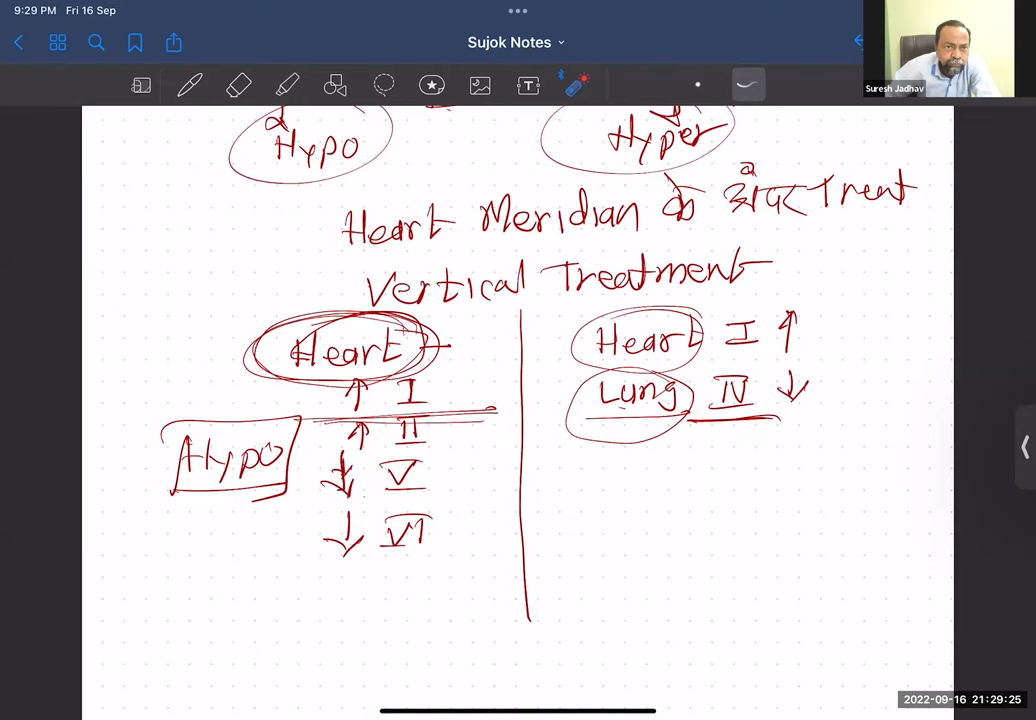 9:29 PM Fri 16 Sep
Sujok Notes
T
Suresh Jadhav
Hypo
Hyper
Heart Meridian के Treat
Vertical Treatment
Heart
↑ I
Hypo
↑ II
↓ V
↓ VI
Heart I ↑
Lung IV ↓
2022-09-16 21:29:25